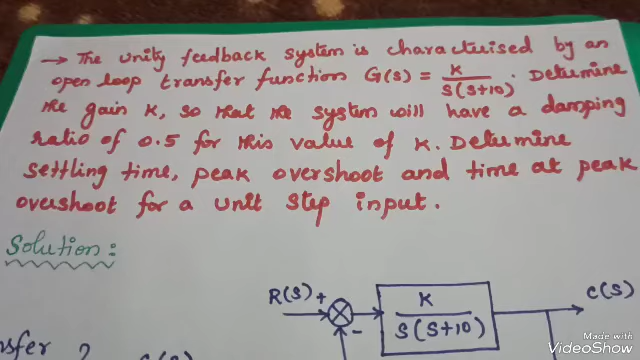 → The unity feedback system is characterised by an
open loop transfer function G(s) = K / S(S+10) . Determine
the gain K, so that the system will have a damping
ratio of 0.5 for this value of K. Determine
settling time, peak overshoot and time at peak
overshoot for a unit step input.
Solution:
R(S) + K / S(S+10) C(S)
-
Made with
VideoShow